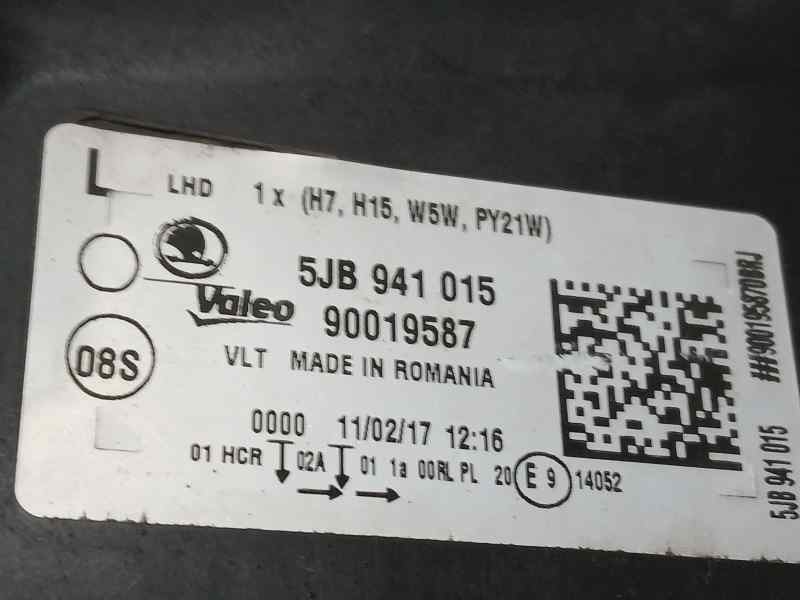 L LHD 1 x (H7, H15, W5W, PY21W)
5JB 941 015
Valeo 90019587
08S VLT MADE IN ROMANIA
0000 11/02/17 12:16
01 HCR 02A 01 1a 00RL PL 20 E 9 14052
5JB 941 015 ##900195870BRJ